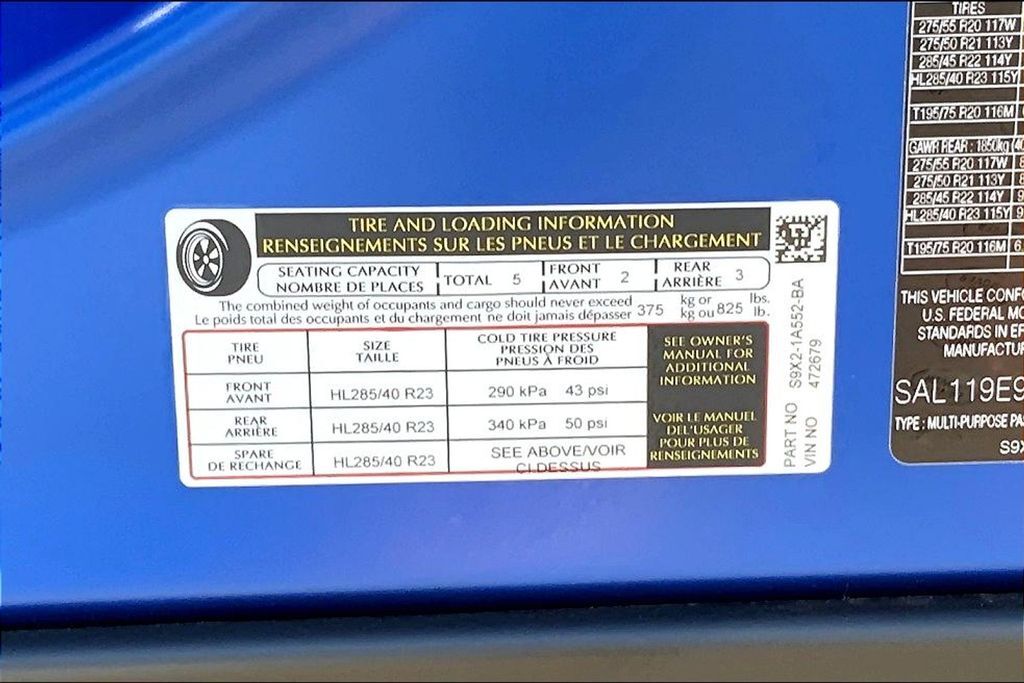 TIRE AND LOADING INFORMATION
RENSEIGNEMENTS SUR LES PNEUS ET LE CHARGEMENT
SEATING CAPACITY
NOMBRE DE PLACES
TOTAL 5
FRONT
AVANT 2
REAR
ARRIÈRE 3
The combined weight of occupants and cargo should never exceed 375 kg or 825 lbs.
Le poids total des occupants et du chargement ne doit jamais dépasser kg ou lb.
TIRE
PNEU
SIZE
TAILLE
COLD TIRE PRESSURE
PRESSION DES
PNEUS À FROID
FRONT
AVANT
HL285/40 R23
290 kPa 43 psi
REAR
ARRIÈRE
HL285/40 R23
340 kPa 50 psi
SPARE
DE RECHANGE
HL285/40 R23
SEE ABOVE/VOIR
CI DESSUS
SEE OWNER'S
MANUAL FOR
ADDITIONAL
INFORMATION
VOIR LE MANUEL
DE L'USAGER
POUR PLUS DE
RENSEIGNEMENTS
PART NO S9X2-1A552-BA
VIN NO 472679
TIRES
275/55 R20 117W
275/50 R21 113Y
285/45 R22 114Y
HL285/40 R23 115Y
T195/75 R20 116M
GAWR REAR : 1850kg
275/55 R20 117W
275/50 R21 113Y
285/45 R22 114Y
HL285/40 R23 115Y
T195/75 R20 116M
THIS VEHICLE
U.S. FEDERAL
STANDARDS IN
SAL119E9
TYPE : MULTI-PURPOSE